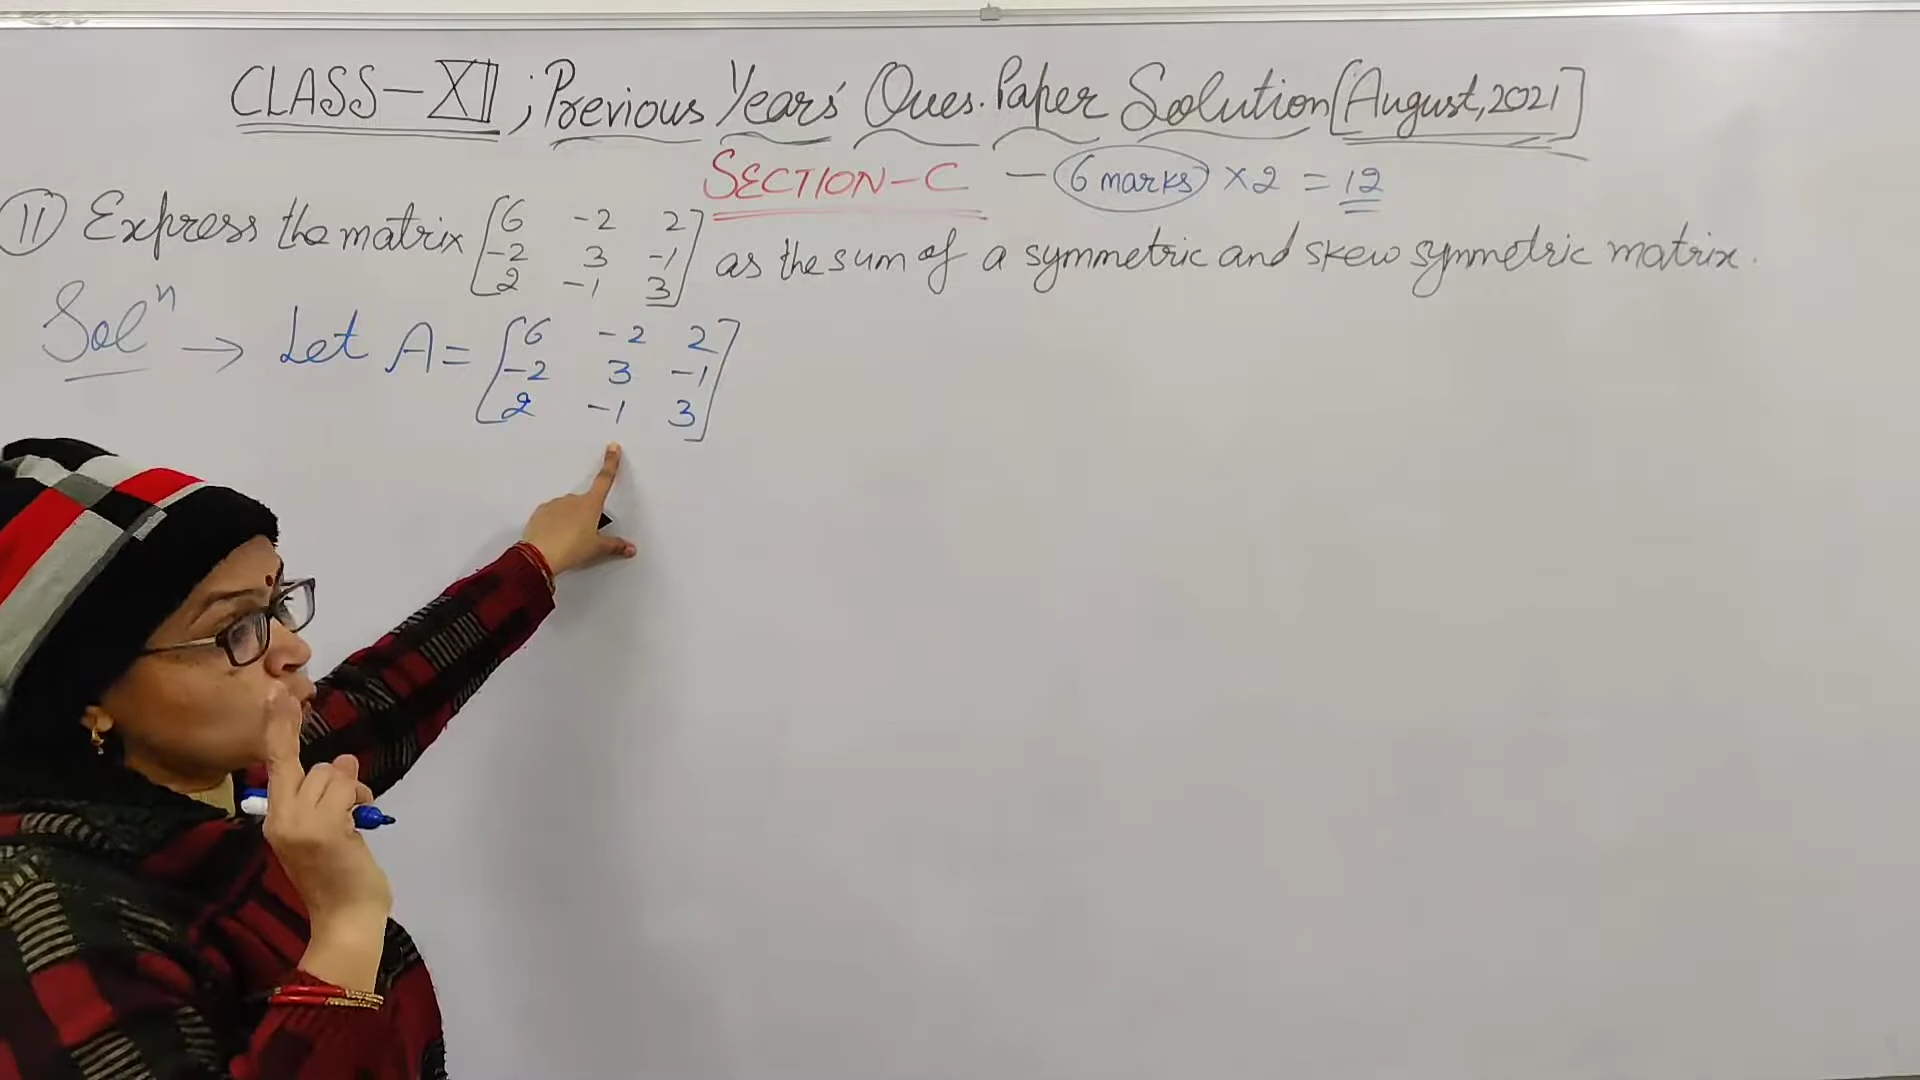 CLASS-XII ; Previous Years' Ques. Paper Solution [August, 2021]
SECTION-C - 6 marks × 2 = 12
11 Express the matrix [6 -2 2
-2 3 -1
2 -1 3] as the sum of a symmetric and skew symmetric matrix.
Solⁿ → Let A = [6 -2 2
-2 3 -1
2 -1 3]